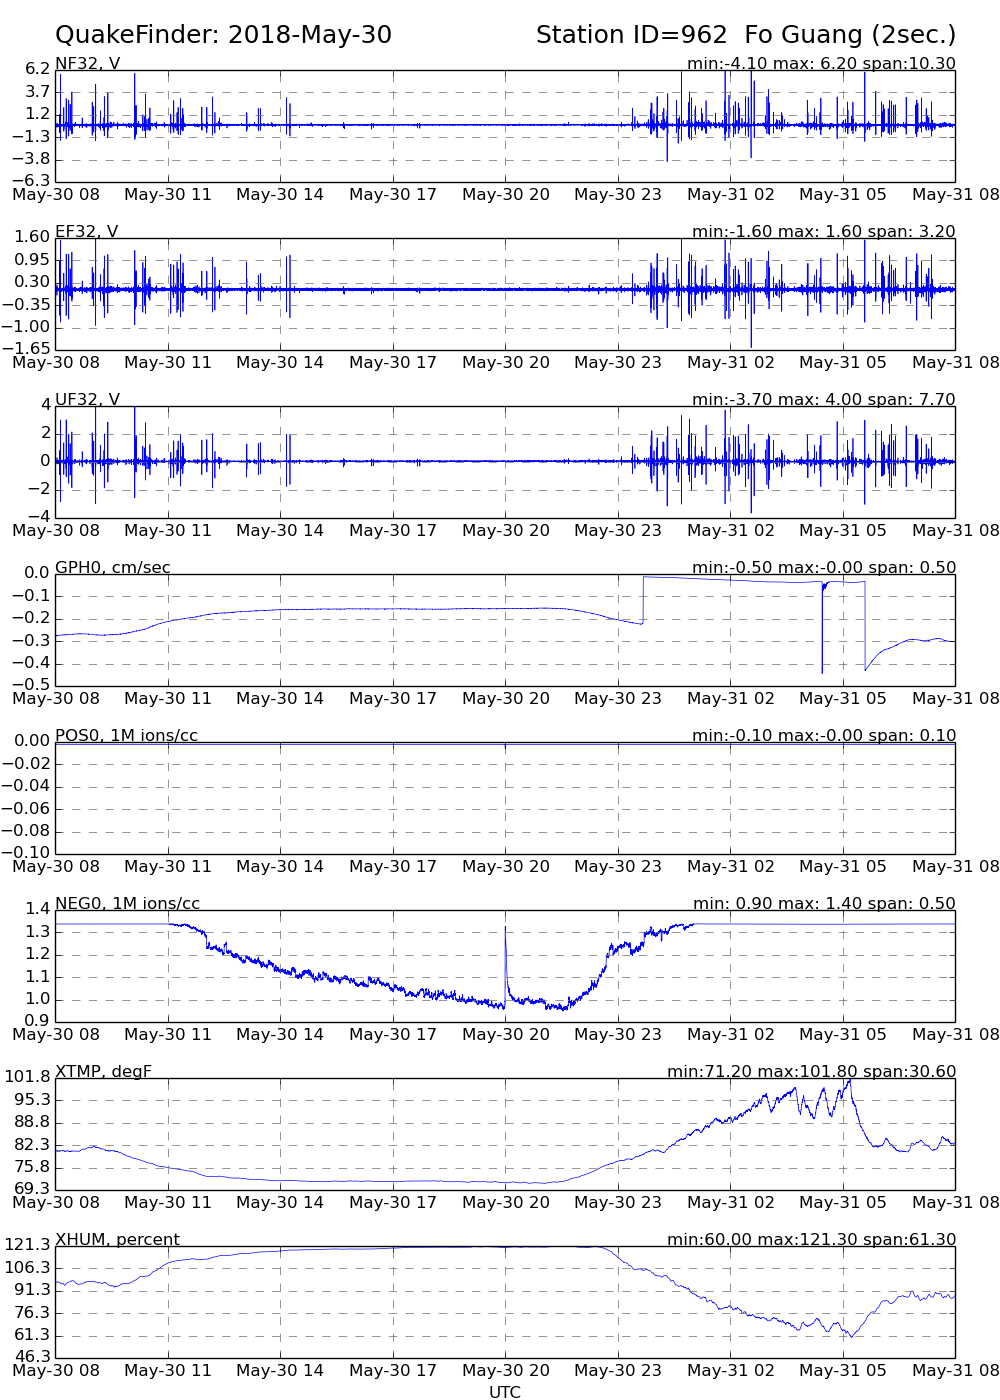 QuakeFinder: 2018-May-30 Station ID=962 Fo Guang (2sec.)
NF32, V min:-4.10 max: 6.20 span:10.30
6.2
3.7
1.2
−1.3
−3.8
−6.3
May-30 08 May-30 11 May-30 14 May-30 17 May-30 20 May-30 23 May-31 02 May-31 05 May-31 08
EF32, V min:-1.60 max: 1.60 span: 3.20
1.60
0.95
0.30
−0.35
−1.00
−1.65
May-30 08 May-30 11 May-30 14 May-30 17 May-30 20 May-30 23 May-31 02 May-31 05 May-31 08
UF32, V min:-3.70 max: 4.00 span: 7.70
4
2
0
−2
−4
May-30 08 May-30 11 May-30 14 May-30 17 May-30 20 May-30 23 May-31 02 May-31 05 May-31 08
GPH0, cm/sec min:-0.50 max:-0.00 span: 0.50
0.0
−0.1
−0.2
−0.3
−0.4
−0.5
May-30 08 May-30 11 May-30 14 May-30 17 May-30 20 May-30 23 May-31 02 May-31 05 May-31 08
POS0, 1M ions/cc min:-0.10 max:-0.00 span: 0.10
0.00
−0.02
−0.04
−0.06
−0.08
−0.10
May-30 08 May-30 11 May-30 14 May-30 17 May-30 20 May-30 23 May-31 02 May-31 05 May-31 08
NEG0, 1M ions/cc min: 0.90 max: 1.40 span: 0.50
1.4
1.3
1.2
1.1
1.0
0.9
May-30 08 May-30 11 May-30 14 May-30 17 May-30 20 May-30 23 May-31 02 May-31 05 May-31 08
XTMP, degF min:71.20 max:101.80 span:30.60
101.8
95.3
88.8
82.3
75.8
69.3
May-30 08 May-30 11 May-30 14 May-30 17 May-30 20 May-30 23 May-31 02 May-31 05 May-31 08
XHUM, percent min:60.00 max:121.30 span:61.30
121.3
106.3
91.3
76.3
61.3
46.3
May-30 08 May-30 11 May-30 14 May-30 17 May-30 20 May-30 23 May-31 02 May-31 05 May-31 08
UTC